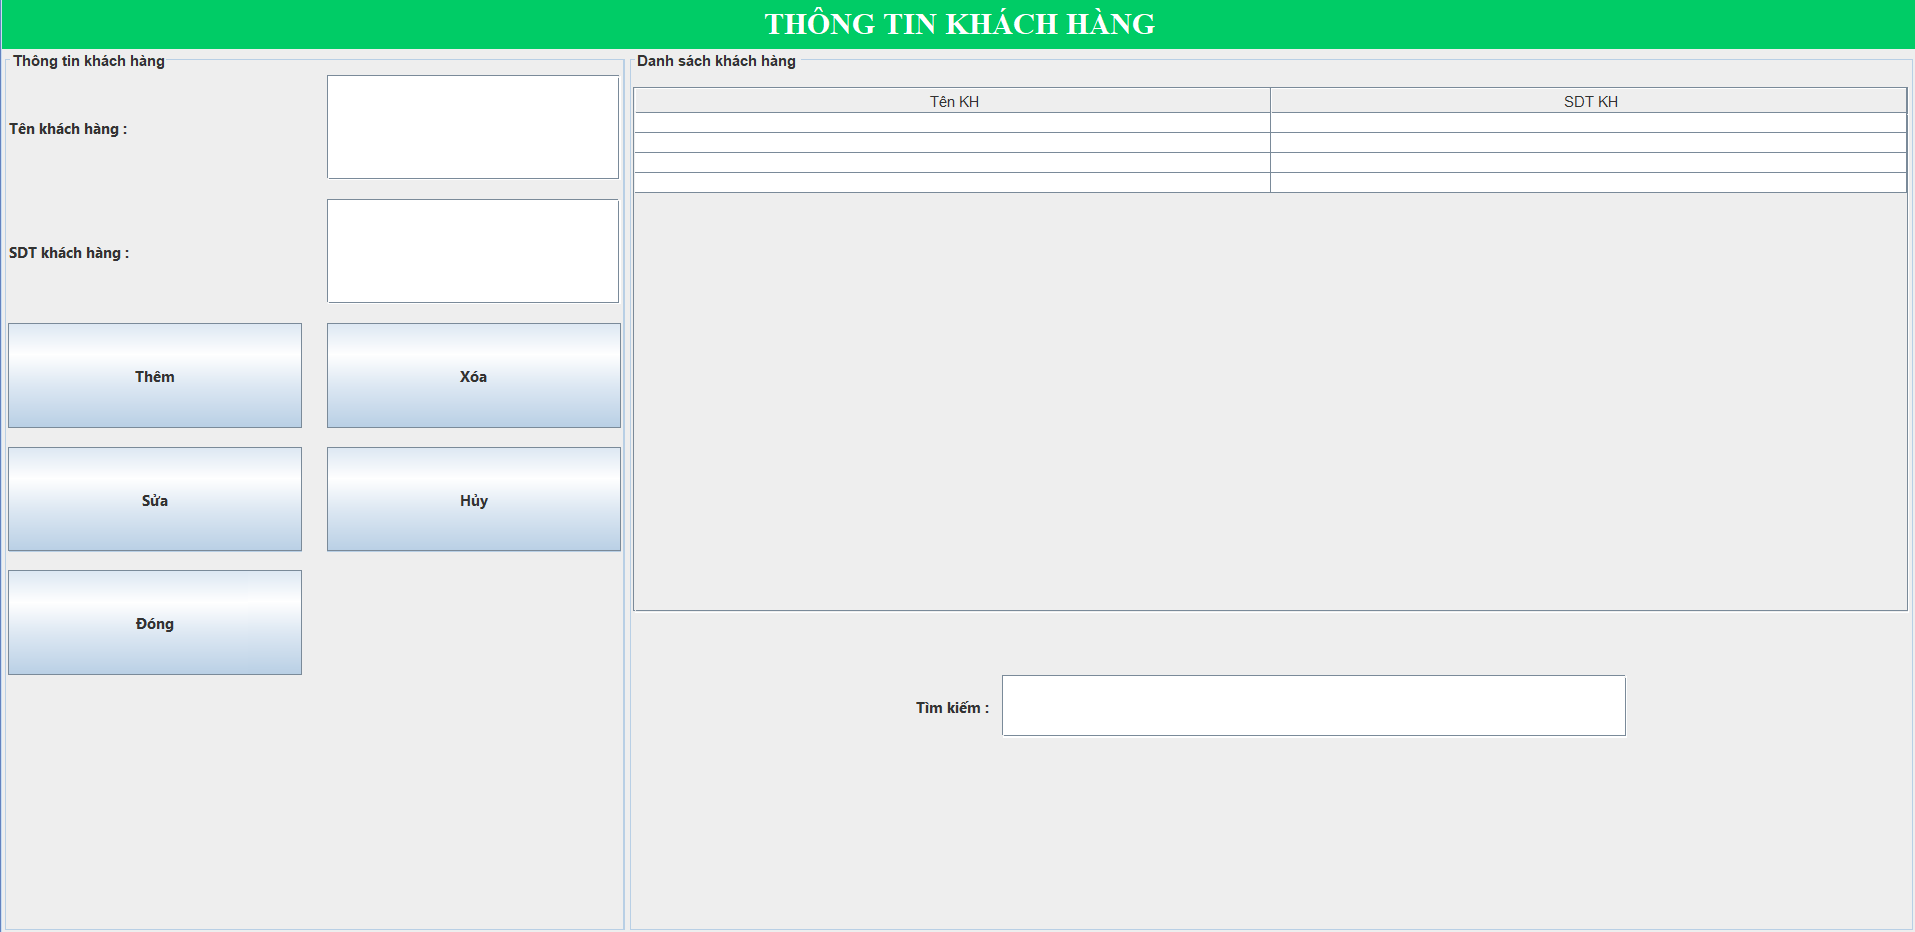 THÔNG TIN KHÁCH HÀNG
Thông tin khách hàng
Tên khách hàng :
SDT khách hàng :
Thêm
Xóa
Sửa
Hủy
Đóng
Danh sách khách hàng
Tên KH
SDT KH
Tìm kiếm :